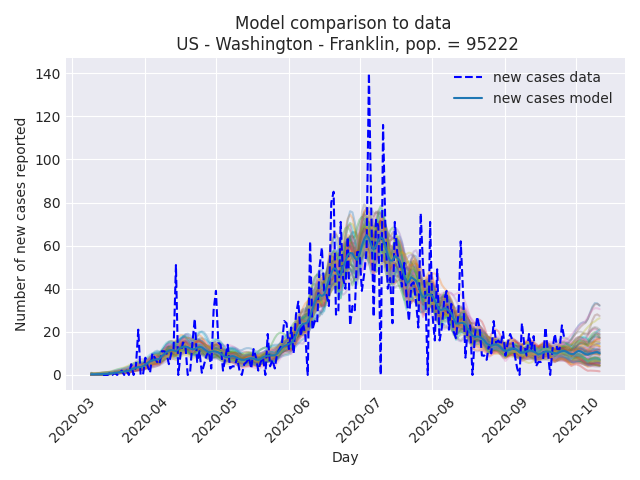 Model comparison to data
US - Washington - Franklin, pop. = 95222
new cases data
new cases model
Number of new cases reported
140
120
100
80
60
40
20
0
2020-03
2020-04
2020-05
2020-06
2020-07
2020-08
2020-09
2020-10
Day